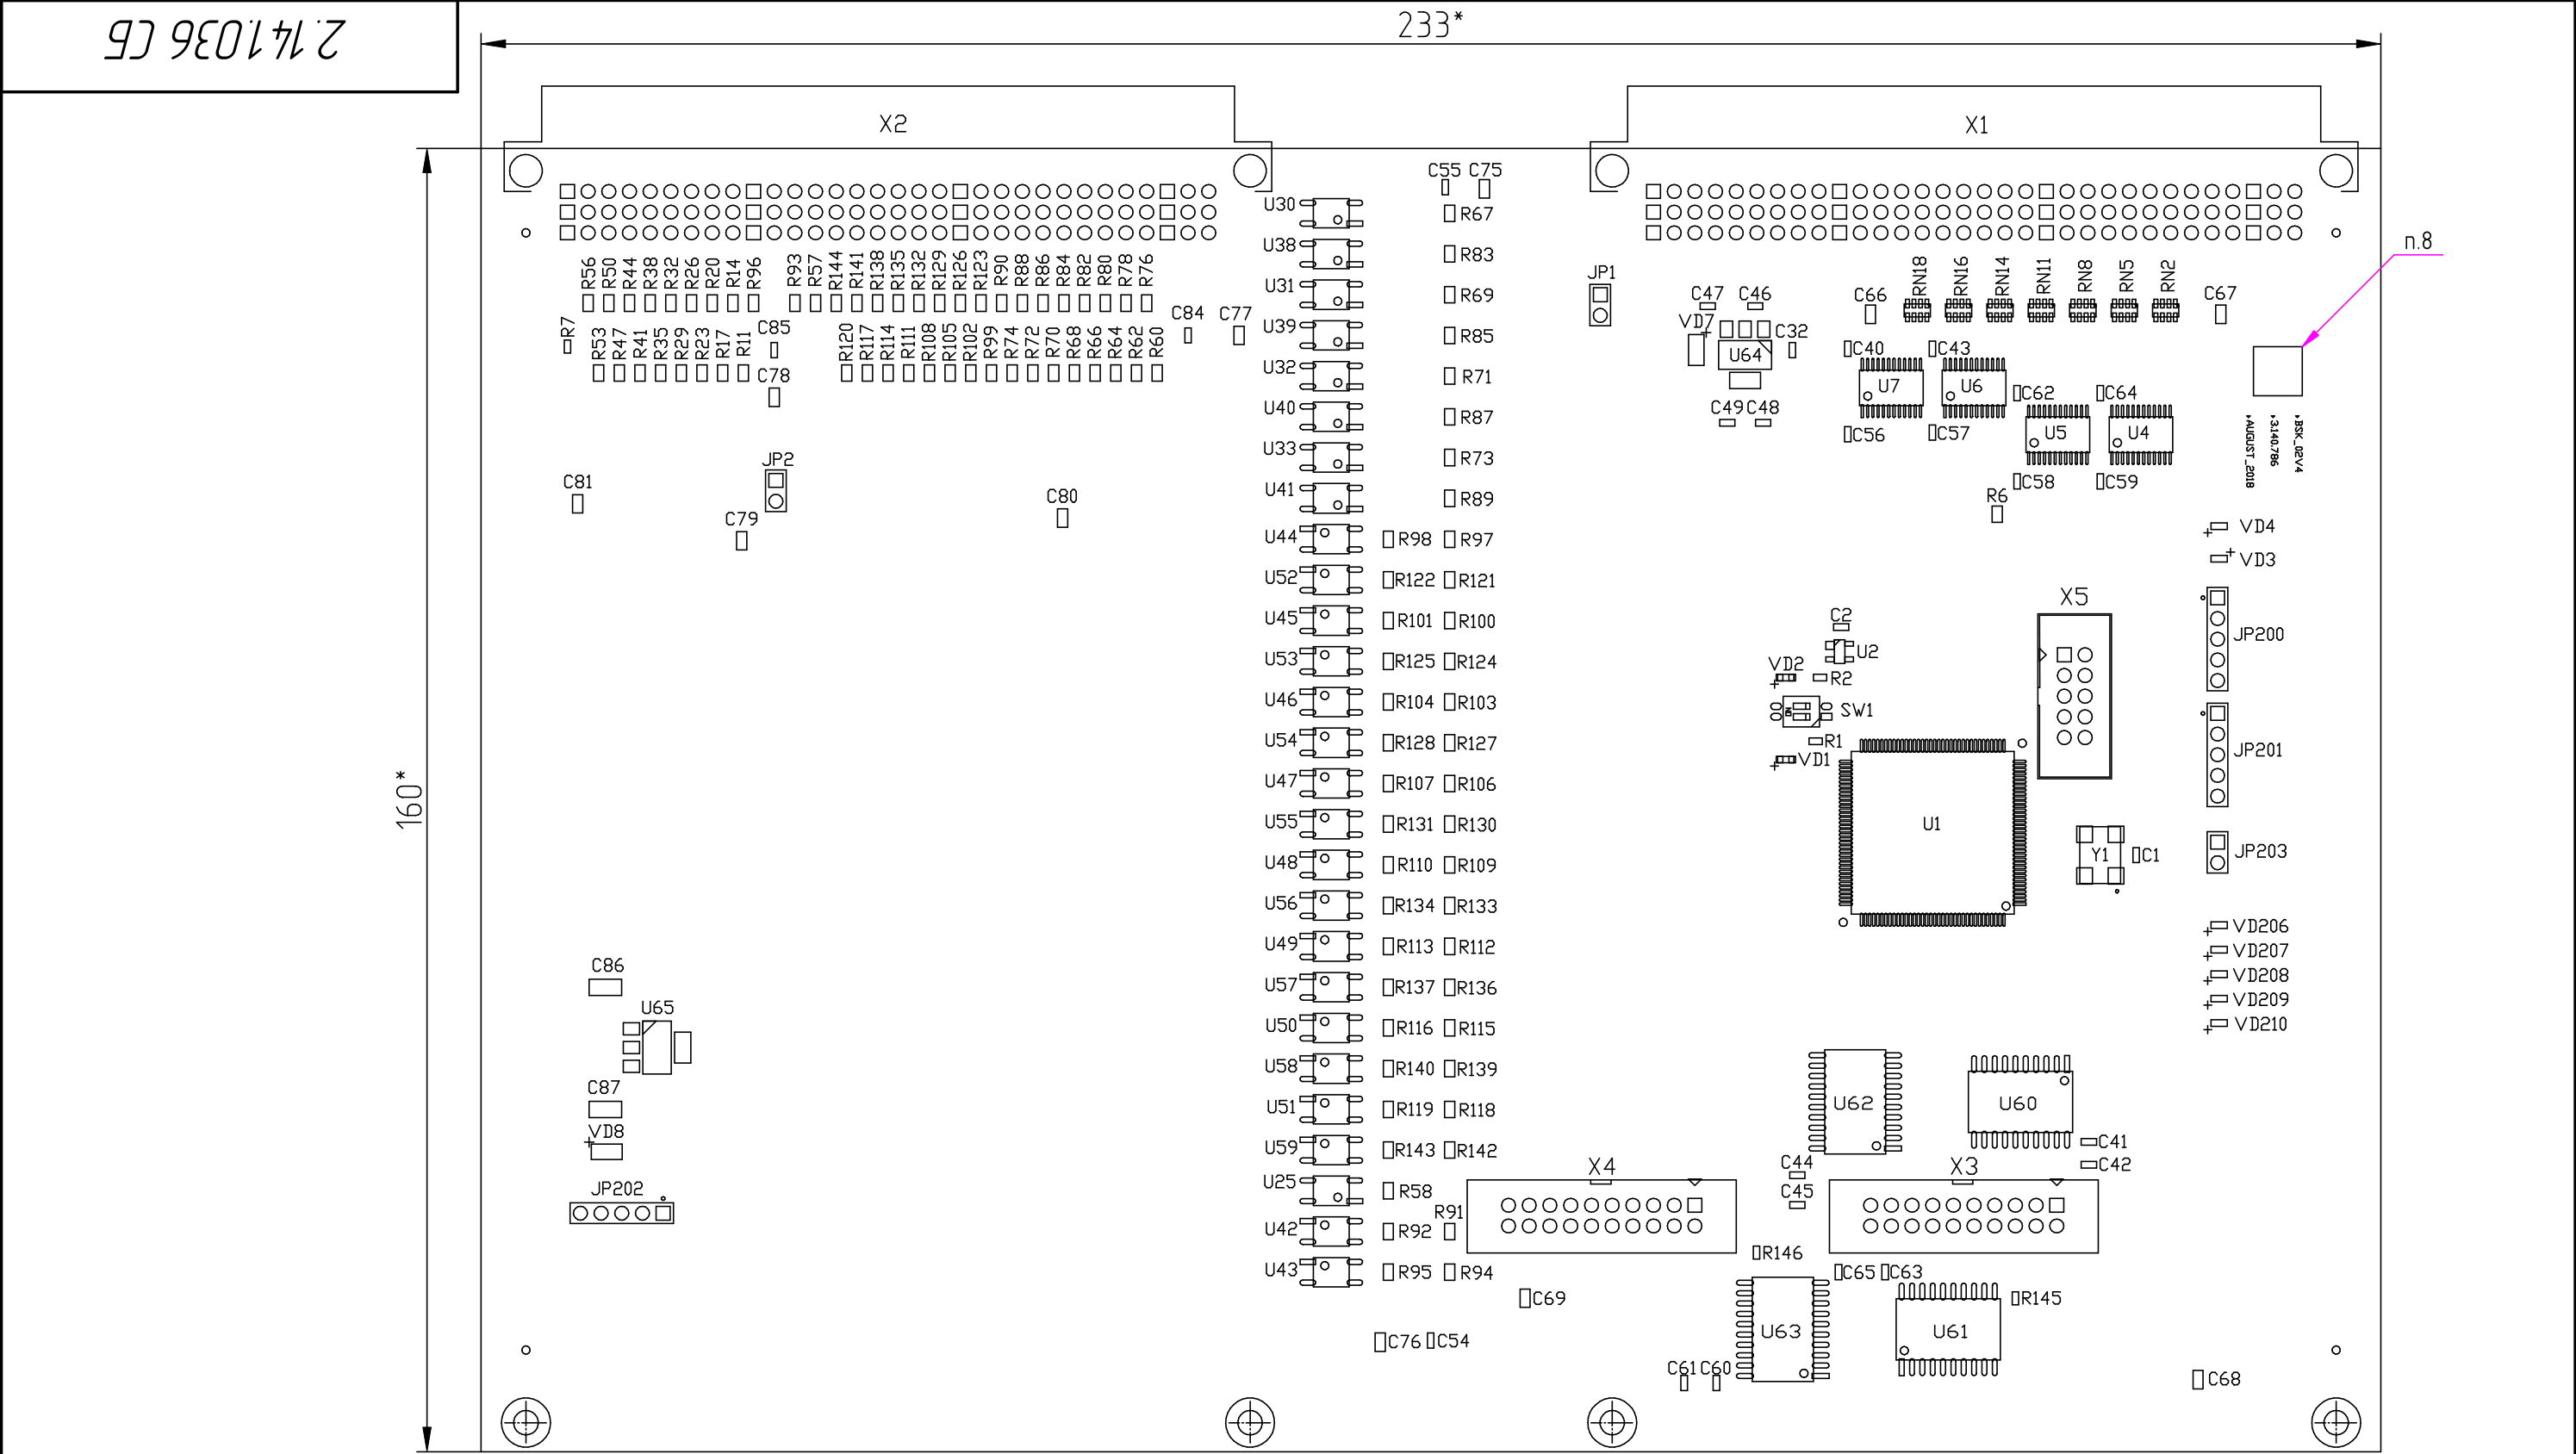 2.141.036 СБ
233*
X2
X1
C55 C75
U30 R67
U38 R83
U31 R69
U39 R85
U32 R71
U40 R87
U33 R73
U41 R89
U44 R98 R97
U52 R122 R121
U45 R101 R100
U53 R125 R124
U46 R104 R103
U54 R128 R127
U47 R107 R106
U55 R131 R130
U48 R110 R109
U56 R134 R133
U49 R113 R112
U57 R137 R136
U50 R116 R115
U58 R140 R139
U51 R119 R118
U59 R143 R142
U25 R58
R91
U42 R92
U43 R95 R94
R56 R50 R44 R38 R32 R26 R20 R14 R96 R93 R57 R144 R141 R138 R135 R132 R129 R126 R123 R90 R88 R86 R84 R82 R80 R78 R76
R7
C85
C84 C77
R53 R47 R41 R35 R29 R23 R17 R11 R120 R117 R114 R111 R108 R105 R102 R99 R74 R72 R70 R68 R66 R64 R62 R60
C78
JP2
C81
C79
C80
160*
C86
U65
C87
VD8
+
JP202
JP1
C47 C46
VD7
+
C32
U64
C49 C48
C66
RN18 RN16 RN14 RN11 RN8 RN5 RN2
C67
п.8
C40 C43
U7 U6
C62 C64
C56 C57
U5 U4
C58 C59
R6
+BSK_02V4
+3.140.786
+AUGUST_2018
VD4
+
VD3
+
X5
C2
U2
VD2
+
R2
SW1
R1
VD1
+
JP200
JP201
U1
Y1 C1
JP203
VD206
+
VD207
+
VD208
+
VD209
+
VD210
+
U62 U60
C41
C42
C44
C45
X4 X3
R146
C65 C63
C69
R145
U63 U61
C76 C54
C61 C60
C68